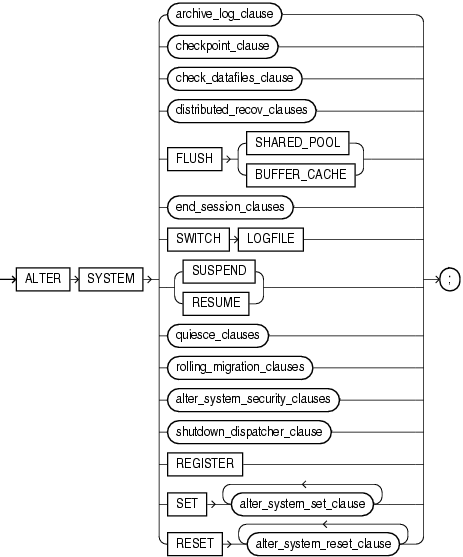 archive_log_clause
checkpoint_clause
check_datafiles_clause
distributed_recov_clauses
SHARED_POOL
FLUSH
BUFFER_CACHE
end_session_clauses
SWITCH LOGFILE
SUSPEND
ALTER SYSTEM ;
RESUME
quiesce_clauses
rolling_migration_clauses
alter_system_security_clauses
shutdown_dispatcher_clause
REGISTER
SET alter_system_set_clause
RESET alter_system_reset_clause